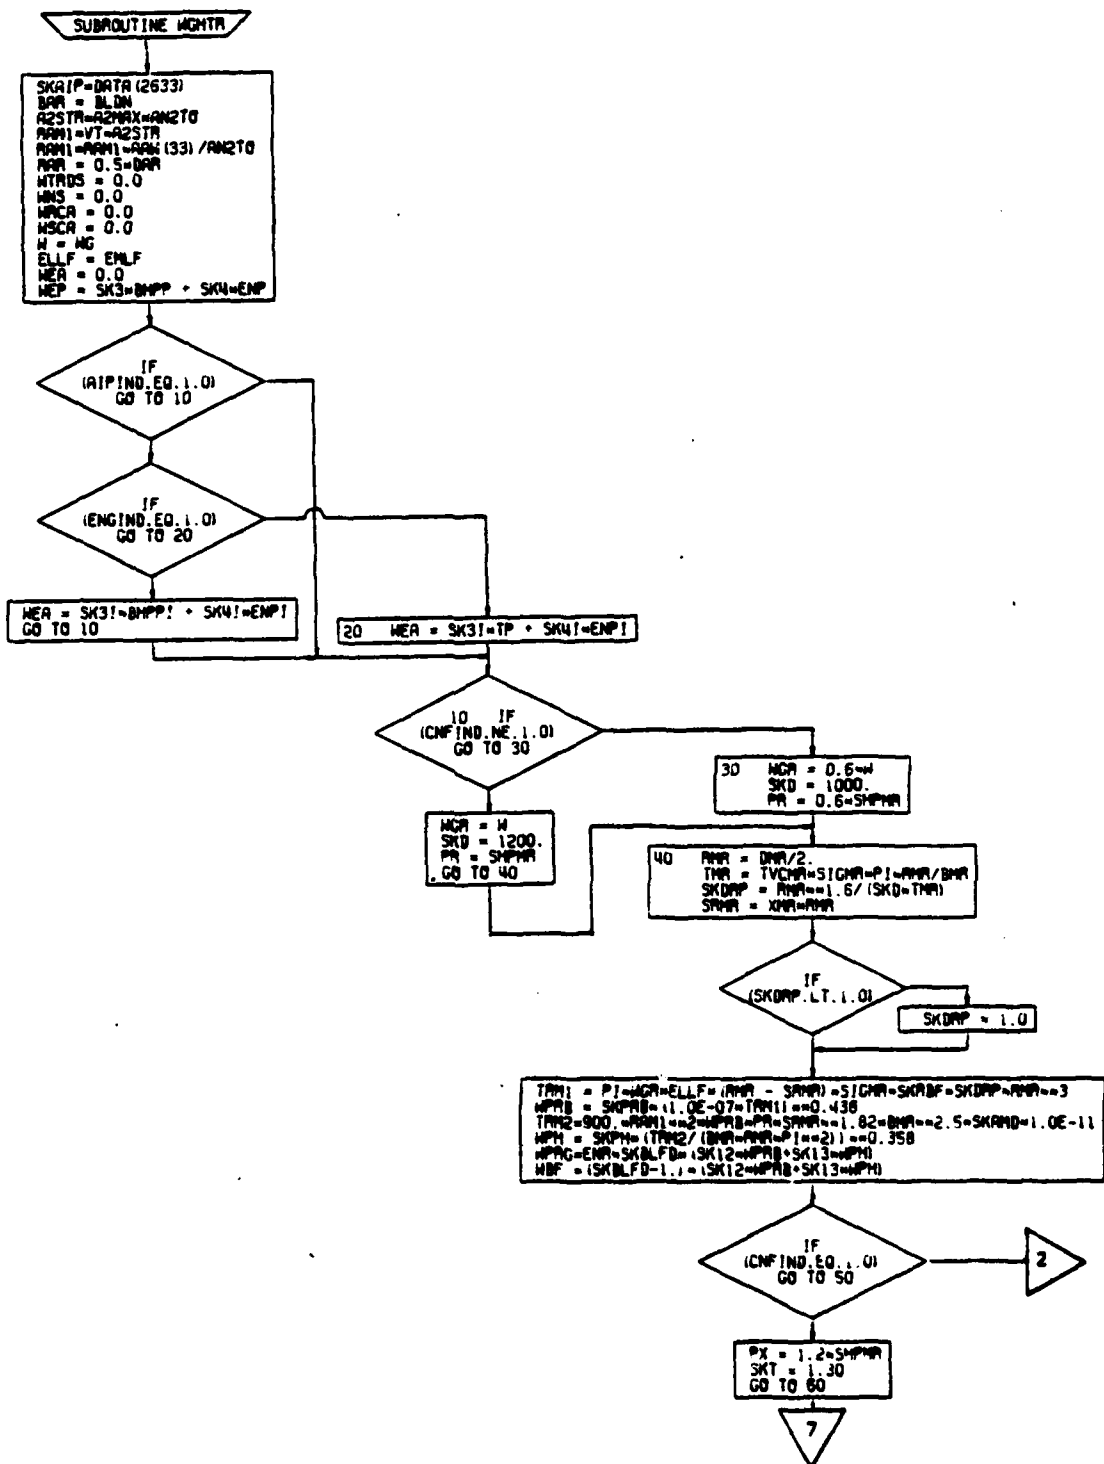 SUBROUTINE WGHTR
SKAIP=DATA(2633)
BAR = BLDN
A2STR=A2MAX*AN2TO
RAM1=VT*A2STR
RAM1=RAM1*AAW(33)/AN2TO
RAR = 0.5*DAR
WTRDS = 0.0
WNS = 0.0
WRCA = 0.0
WSCA = 0.0
W = WG
ELLF = EMLF
WEA = 0.0
WEP = SK3*BHPP + SK4*ENP
IF
(AIPIND.EQ.1.0)
GO TO 10
IF
(ENGIND.EQ.1.0)
GO TO 20
WEA = SK3I*BHPPI + SK4I*ENPI
GO TO 10
20 WEA = SK3I*TP + SK4I*ENPI
10 IF
(CNFIND.NE.1.0)
GO TO 30
30 WGR = 0.6*W
SKD = 1000.
PR = 0.6*SHPMR
WGR = W
SKD = 1200.
PR = SHPMR
GO TO 40
40 RMR = DMR/2.
TMR = TVCMR*SIGMR*PI*RMR/BMR
SKDRP = RMR**1.6/(SKD*TMR)
SRMR = XMR*RMR
IF
(SKDRP.LT.1.0)
SKDRP = 1.0
TRM1 = PI*WGR*ELLF*(RMR - SRMR)*SIGMR*SKRBF*SKDRP*RMR**3
WPRB = SKPRB*(1.0E-07*TRM1)**0.438
TRM2=900.*RAM1**2*WPRB*PR*SRMR**1.82*BMR**2.5*SKAMD*1.0E-11
WPH = SKPH*(TRM2/(BMR*RMR*PI**2))**0.358
WPRG=ENR*SKBLFD*(SK12*WPRB+SK13*WPH)
WBF = (SKBLFD-1.)*(SK12*WPRB+SK13*WPH)
IF
(CNFIND.EQ.1.0)
GO TO 50
2
PX = 1.2*SHPMR
SKT = 1.30
GO TO 60
7